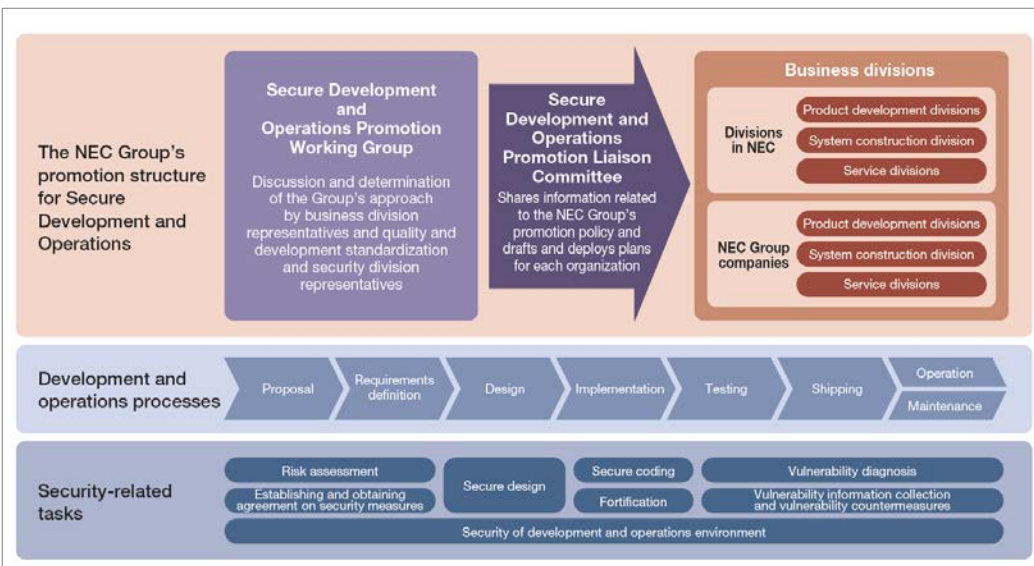 The NEC Group's
promotion structure
for Secure
Development and
Operations
Secure Development
and
Operations Promotion
Working Group
Discussion and determination
of the Group's approach
by business division
representatives and quality and
development standardization
and security division
representatives
Secure
Development and
Operations
Promotion Liaison
Committee
Shares information related
to the NEC Group's
promotion policy and
drafts and deploys plans
for each organization
Business divisions
Divisions
in NEC
Product development divisions
System construction division
Service divisions
NEC Group
companies
Product development divisions
System construction division
Service divisions
Development and
operations processes
Proposal
Requirements
definition
Design
Implementation
Testing
Shipping
Operation
Maintenance
Security-related
tasks
Risk assessment
Establishing and obtaining
agreement on security measures
Secure design
Secure coding
Fortification
Vulnerability diagnosis
Vulnerability information collection
and vulnerability countermeasures
Security of development and operations environment